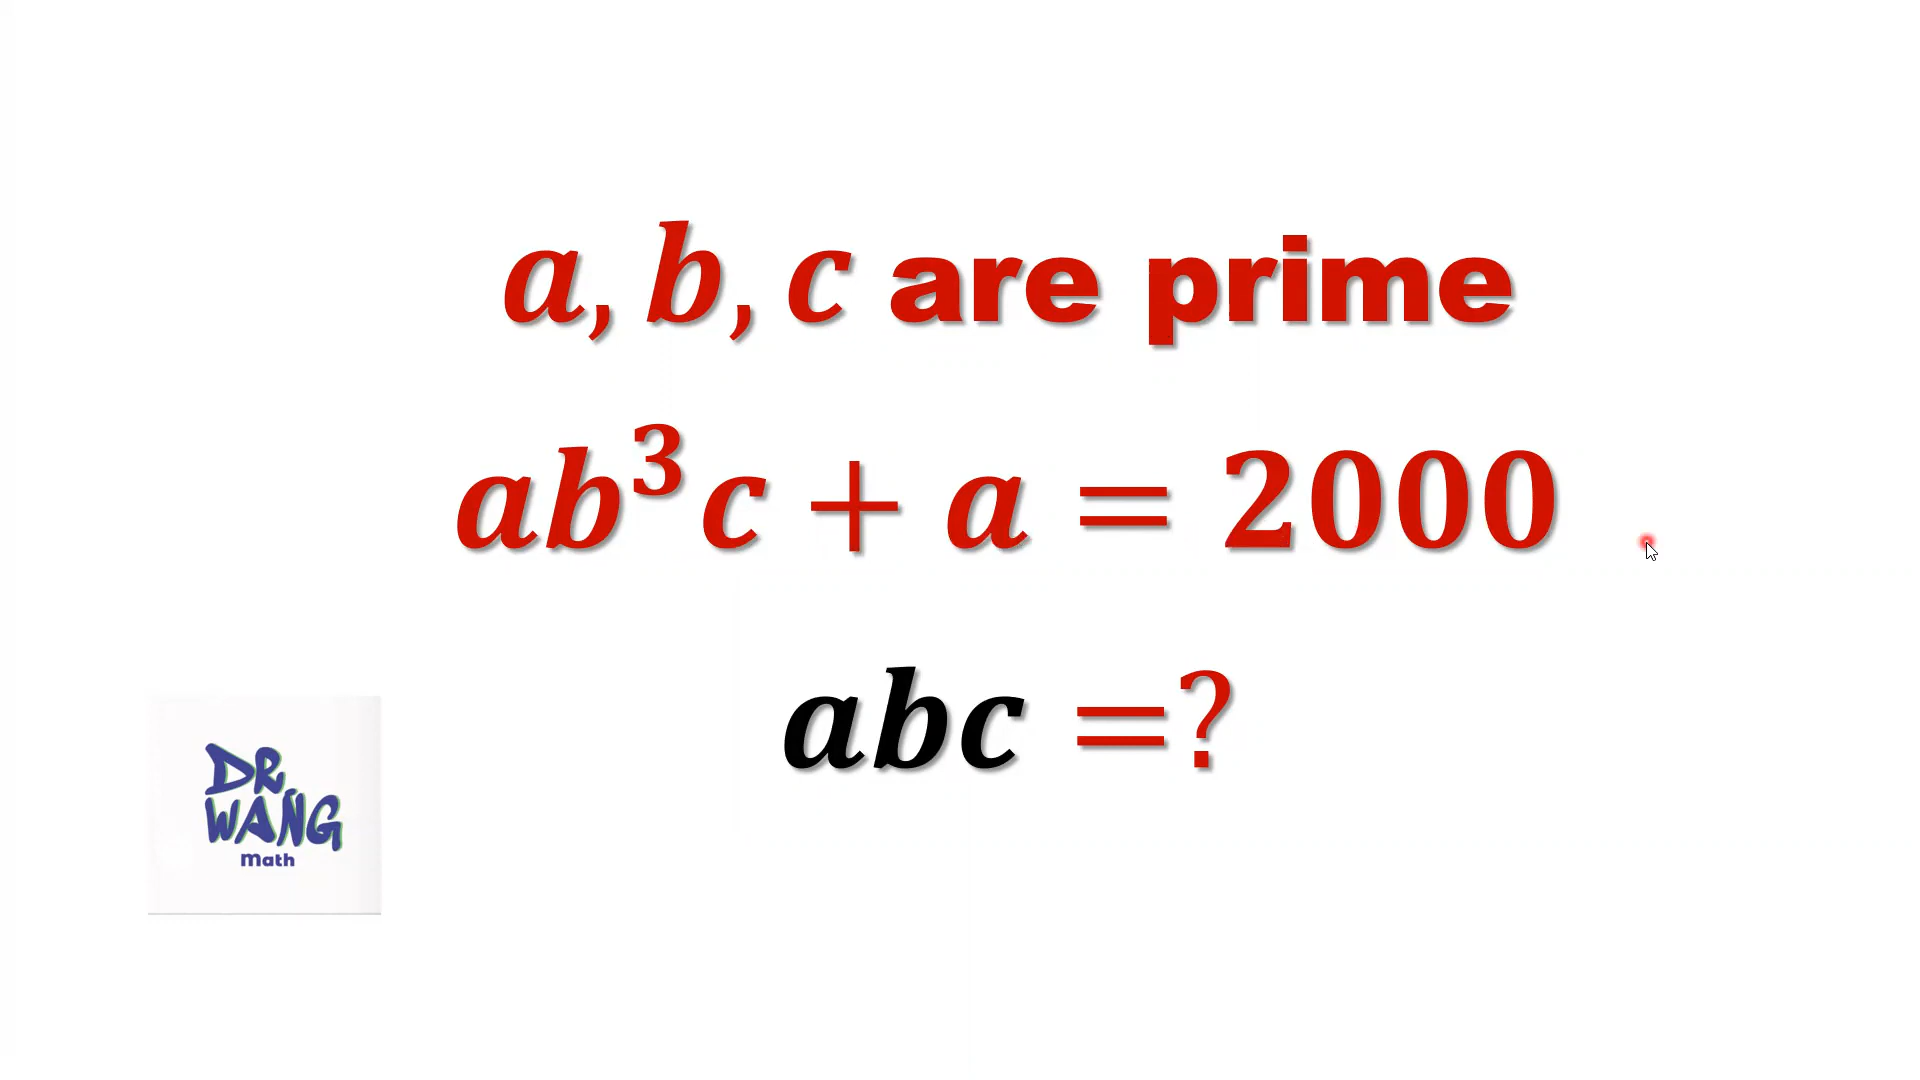 a, b, c are prime
ab³c + a = 2000
abc =?
DR
WANG
Math